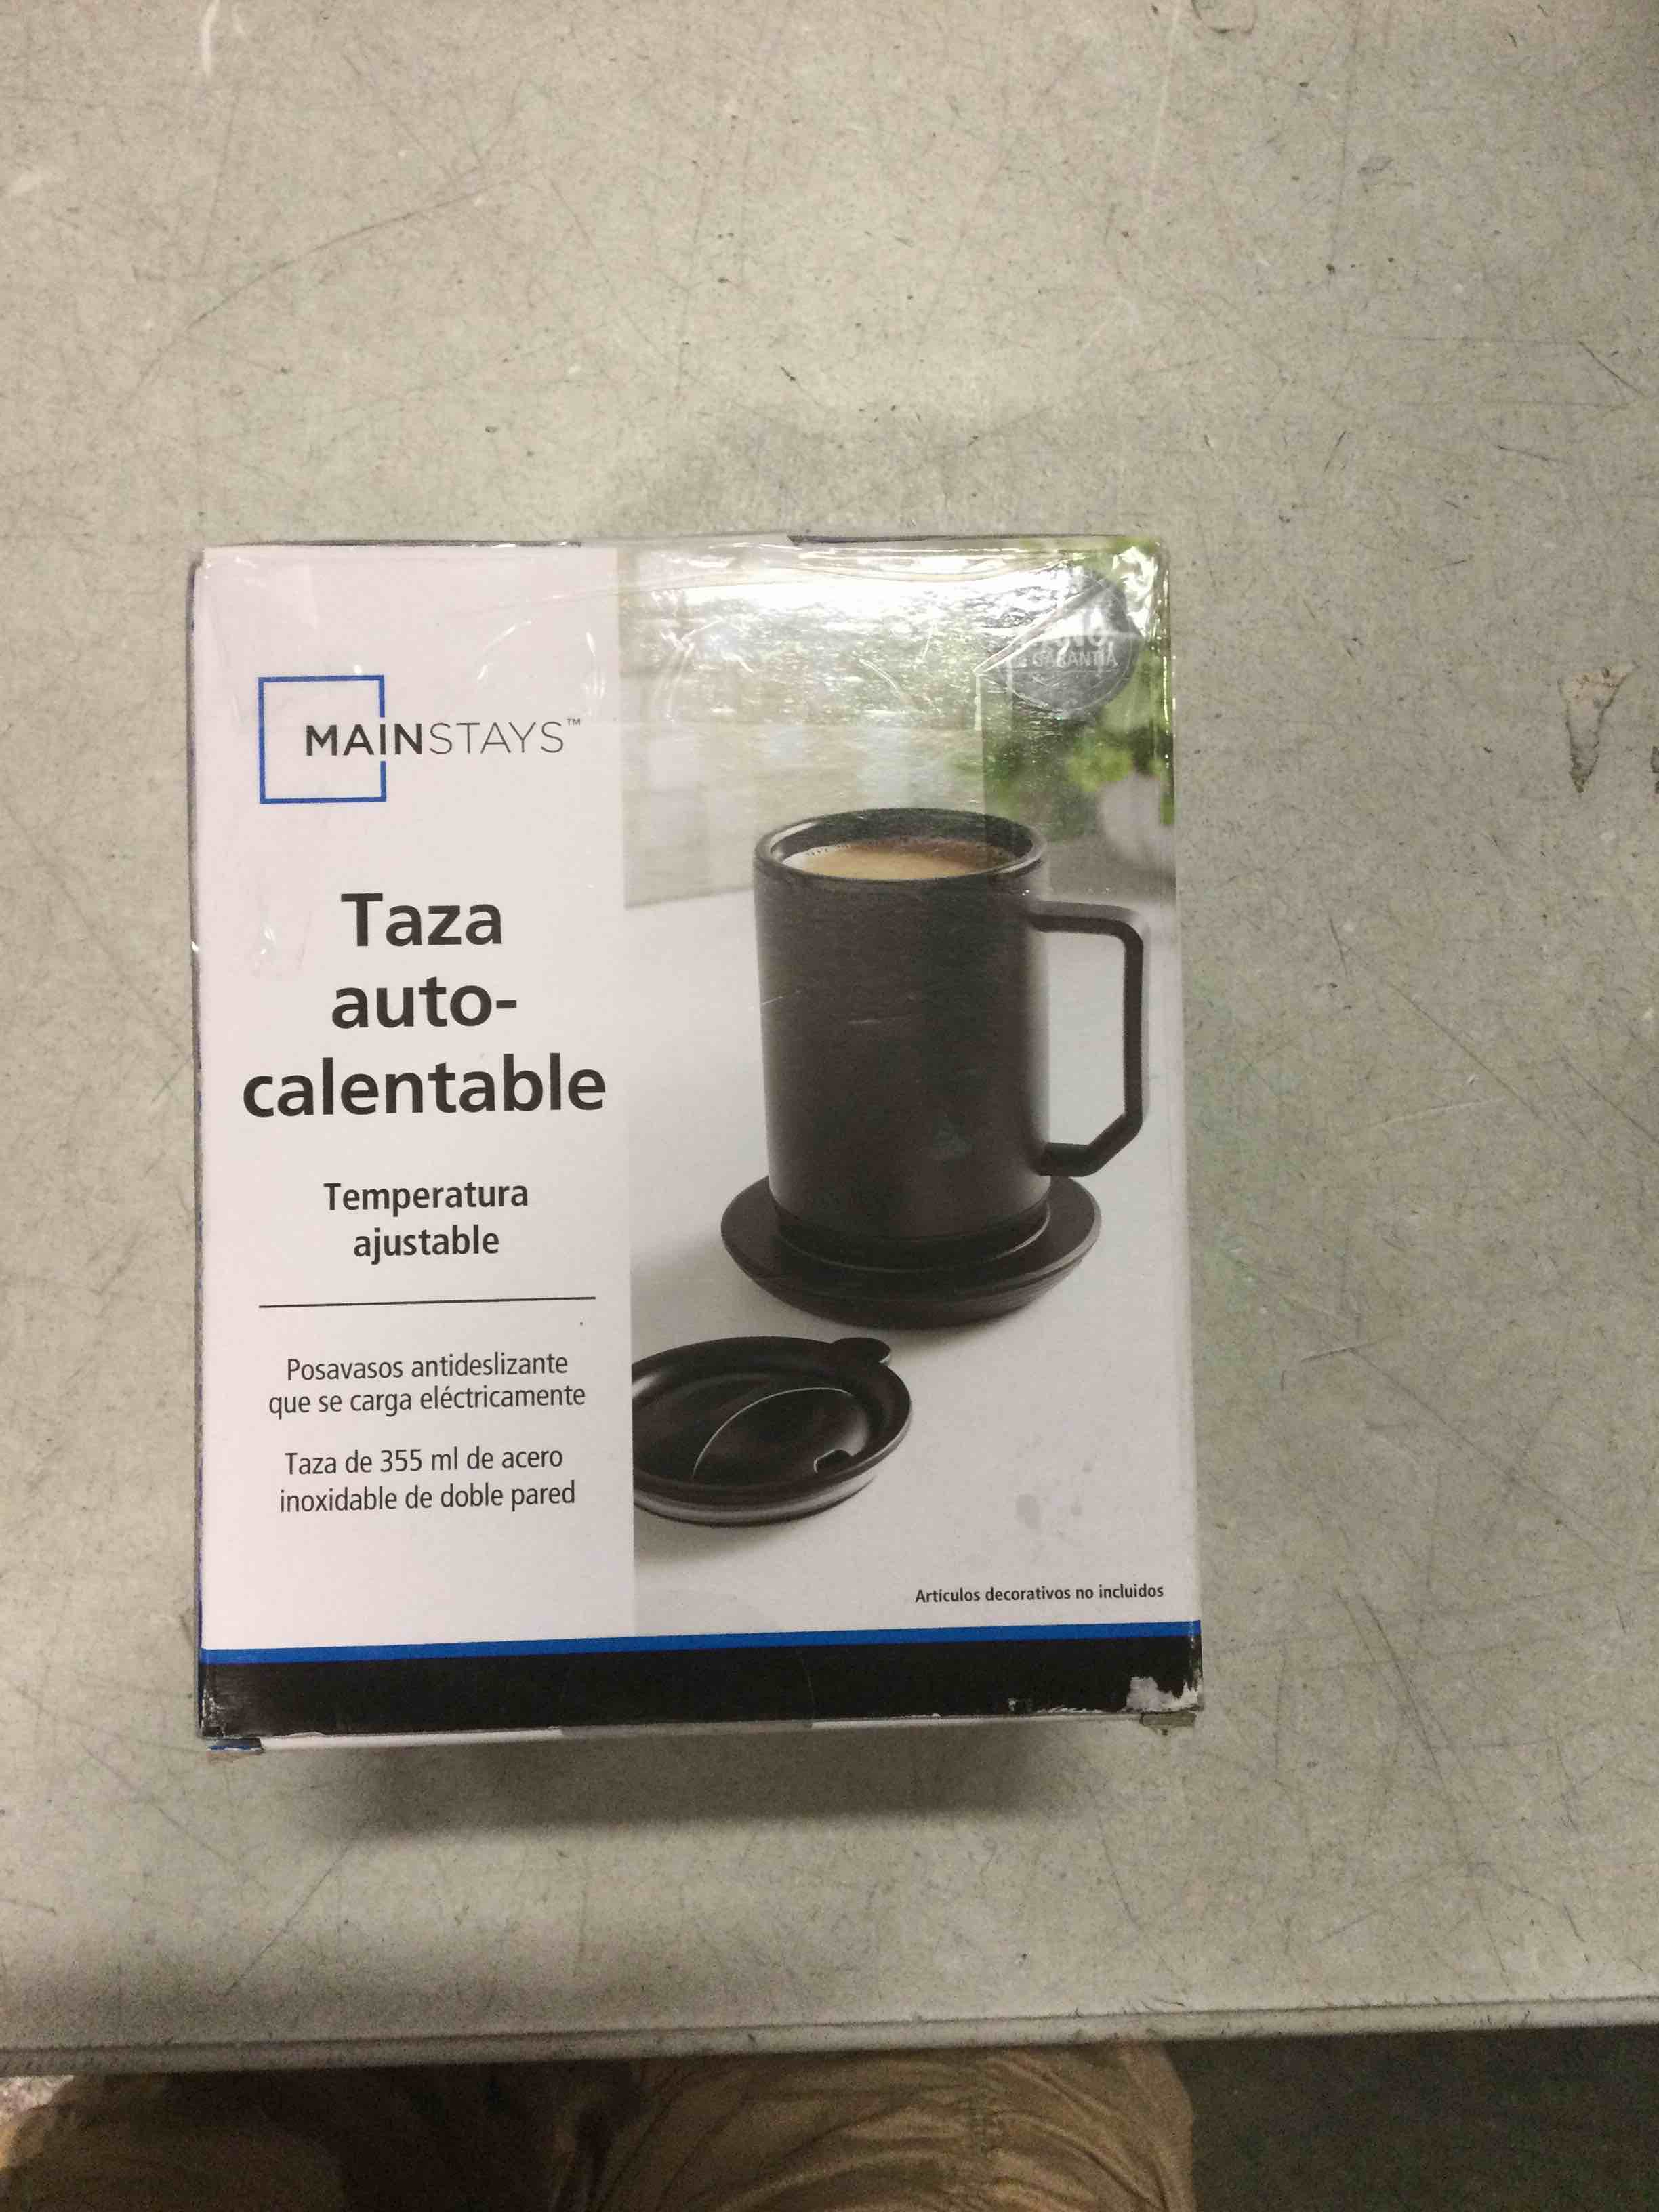 MAINSTAYS™
Taza
auto-
calentable
Temperatura
ajustable
Posavasos antideslizante
que se carga eléctricamente
Taza de 355 ml de acero
inoxidable de doble pared
GARANTÍA
Artículos decorativos no incluidos